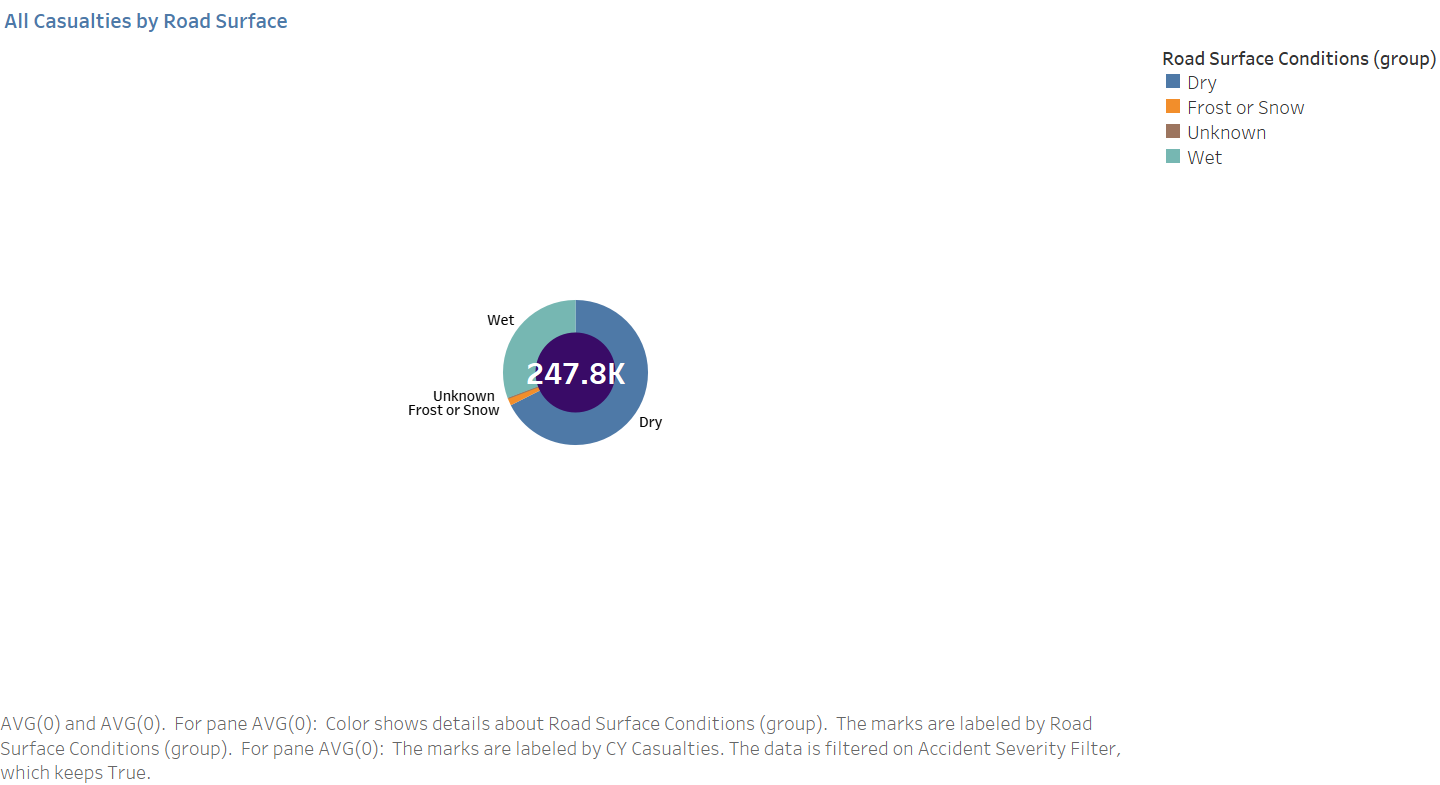 All Casualties by Road Surface
Road Surface Conditions (group)
Dry
Frost or Snow
Unknown
Wet
Wet
247.8K
Unknown
Frost or Snow
Dry
AVG(0) and AVG(0).  For pane AVG(0):  Color shows details about Road Surface Conditions (group).  The marks are labeled by Road
Surface Conditions (group).  For pane AVG(0):  The marks are labeled by CY Casualties. The data is filtered on Accident Severity Filter,
which keeps True.